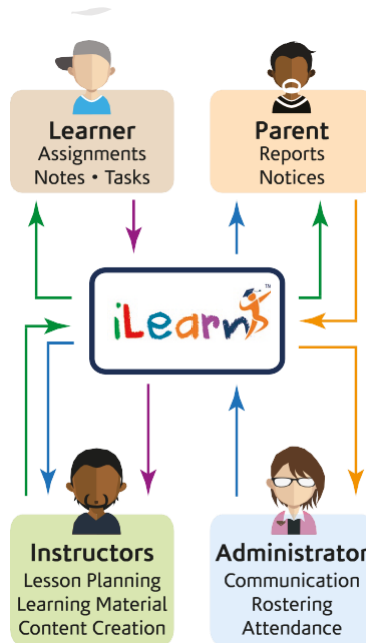 Learner
Assignments
Notes • Tasks
Parent
Reports
Notices
iLearn
TM
Instructors
Lesson Planning
Learning Material
Content Creation
Administrator
Communication
Rostering
Attendance